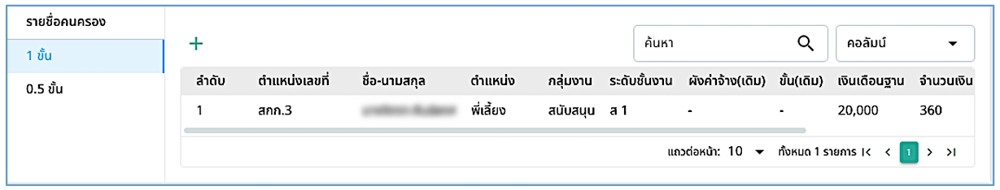 รายชื่อคนครอง
1 ขั้น
0.5 ขั้น
ค้นหา คอลัมน์
ลำดับ ตำแหน่งเลขที่ ชื่อ-นามสกุล ตำแหน่ง กลุ่มงาน ระดับชั้นงาน ผังค่าจ้าง(เดิม) ขั้น(เดิม) เงินเดือนฐาน จำนวนเงิน
1 สกก.3 พี่เลี้ยง สนับสนุน ส 1 - - 20,000 360
แถวต่อหน้า: 10 ทั้งหมด 1 รายการ 1